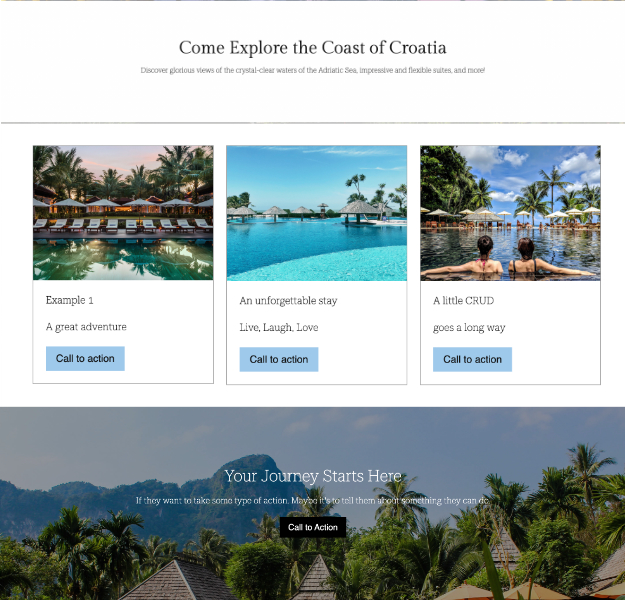 Come Explore the Coast of Croatia
Discover glorious views of the crystal-clear waters of the Adriatic Sea, impressive and flexible suites, and more!
Example 1
A great adventure
Call to action
An unforgettable stay
Live, Laugh, Love
Call to action
A little CRUD
goes a long way
Call to action
Your Journey Starts Here
If they want to take some type of action. Maybe it's to tell them about something they can do.
Call to Action